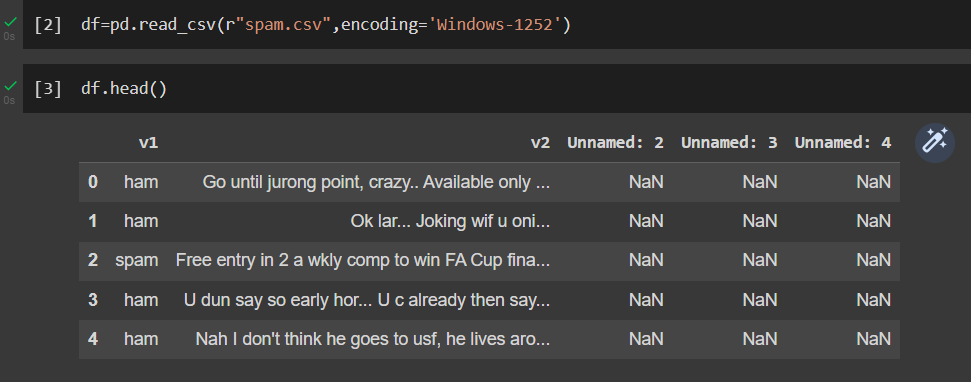 [2] df=pd.read_csv(r"spam.csv",encoding='Windows-1252')
0s
[3] df.head()
0s
v1 v2 Unnamed: 2 Unnamed: 3 Unnamed: 4
0 ham Go until jurong point, crazy.. Available only ... NaN NaN NaN
1 ham Ok lar... Joking wif u oni... NaN NaN NaN
2 spam Free entry in 2 a wkly comp to win FA Cup fina... NaN NaN NaN
3 ham U dun say so early hor... U c already then say... NaN NaN NaN
4 ham Nah I don't think he goes to usf, he lives aro... NaN NaN NaN